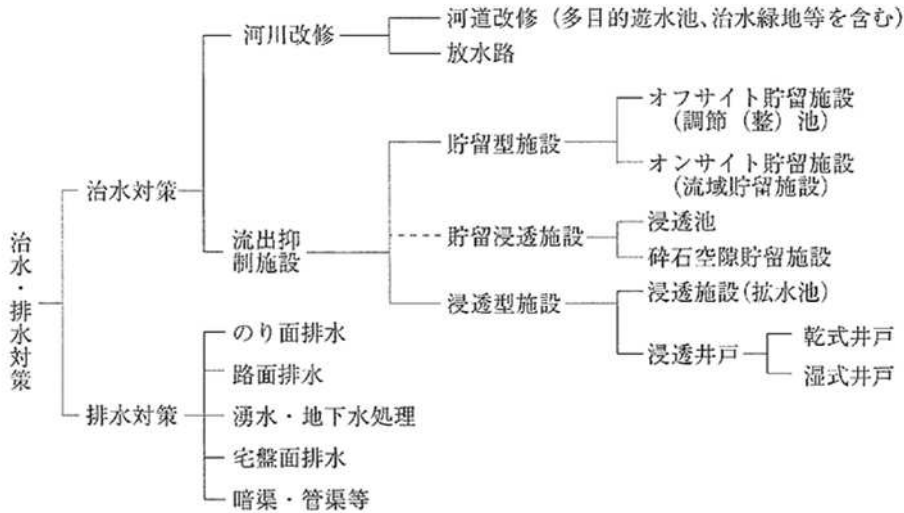 治水・排水対策
治水対策
河川改修
河道改修(多目的遊水池、治水緑地等を含む)
放水路
流出抑
制施設
貯留型施設
オフサイト貯留施設
(調節(整)池)
オンサイト貯留施設
(流域貯留施設)
貯留浸透施設
浸透池
砕石空隙貯留施設
浸透型施設
浸透施設(拡水池)
浸透井戸
乾式井戸
湿式井戸
排水対策
のり面排水
路面排水
湧水・地下水処理
宅盤面排水
暗渠・管渠等